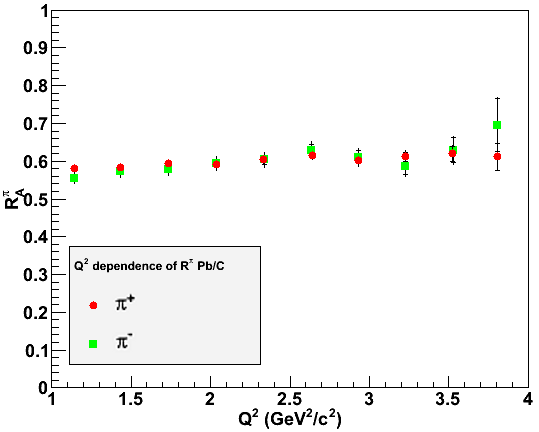 1
0.9
0.8
0.7
0.6
0.5
0.4
0.3
0.2
0.1
0
R_A^π
Q² dependence of R^π Pb/C
π⁺
π⁻
1 1.5 2 2.5 3 3.5 4
Q² (GeV²/c²)